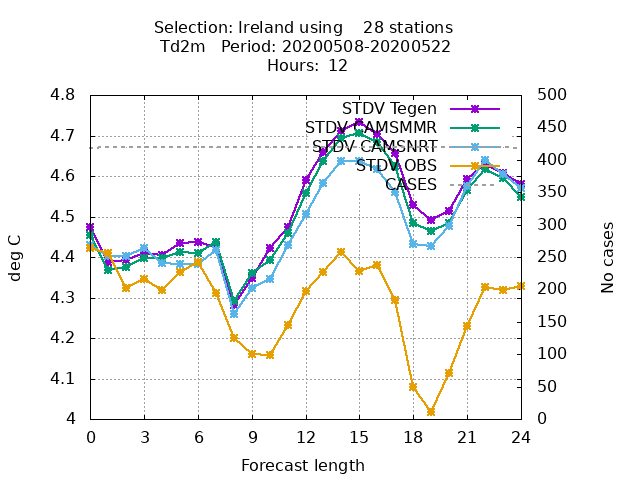 Selection: Ireland using    28 stations
Td2m   Period: 20200508-20200522
Hours: 12
4.8
4.7
4.6
4.5
4.4
4.3
4.2
4.1
4
500
450
400
350
300
250
200
150
100
50
0
STDV Tegen
STDV CAMSMMR
STDV CAMSNRT
STDV OBS
CASES
deg C
No cases
0 3 6 9 12 15 18 21 24
Forecast length